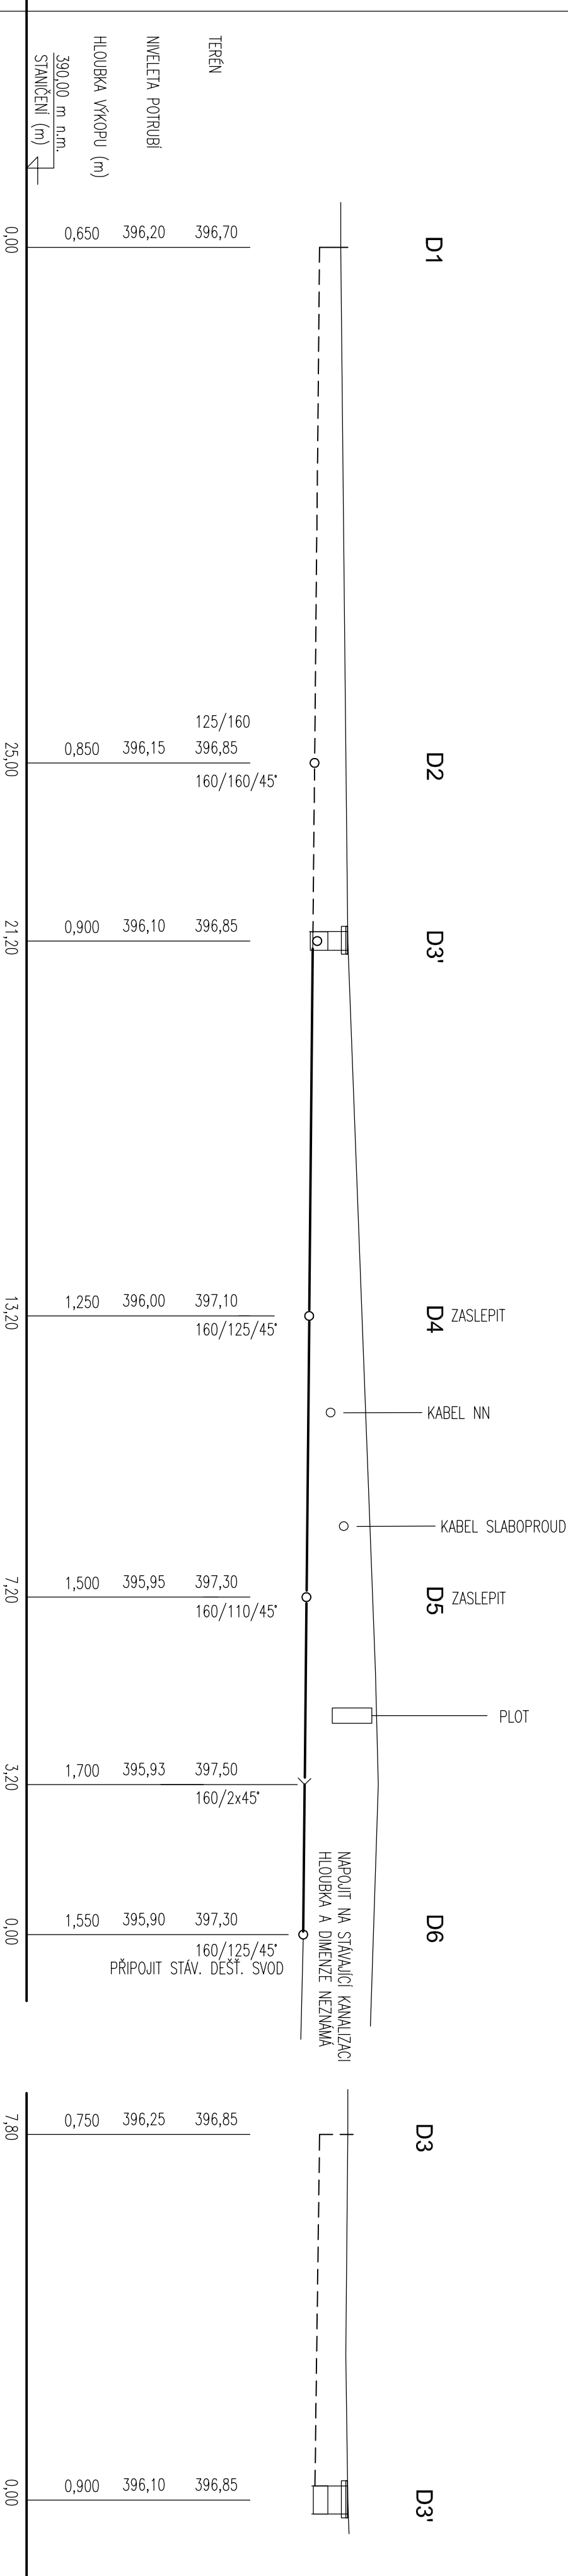 TERÉN
NIVELETA POTRUBÍ
HLOUBKA VÝKOPU (m)
390,00 m n.m.
STANIČENÍ (m)
D1
396,70
396,20
0,650
0,00
D2
125/160
396,85
396,15
0,850
160/160/45°
25,00
D3'
396,85
396,10
0,900
21,20
D4 ZASLEPIT
397,10
396,00
1,250
160/125/45°
13,20
KABEL NN
KABEL SLABOPROUD
D5 ZASLEPIT
397,30
395,95
1,500
160/110/45°
7,20
PLOT
397,50
395,93
1,700
160/2x45°
3,20
NAPOJIT NA STÁVAJÍCÍ KANALIZACI
HLOUBKA A DIMENZE NEZNÁMÁ
D6
397,30
395,90
1,550
160/125/45°
PŘIPOJIT STÁV. DEŠŤ. SVOD
0,00
D3
396,85
396,25
0,750
7,80
D3'
396,85
396,10
0,900
0,00